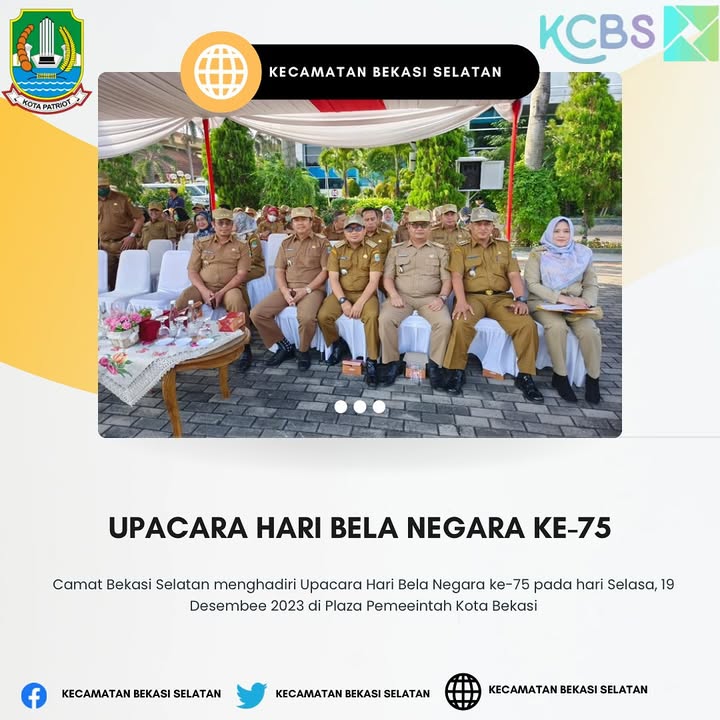 KOTA PATRIOT
KCBS
KECAMATAN BEKASI SELATAN
UPACARA HARI BELA NEGARA KE-75
Camat Bekasi Selatan menghadiri Upacara Hari Bela Negara ke-75 pada hari Selasa, 19
Desembee 2023 di Plaza Pemeeintah Kota Bekasi
KECAMATAN BEKASI SELATAN
KECAMATAN BEKASI SELATAN
KECAMATAN BEKASI SELATAN